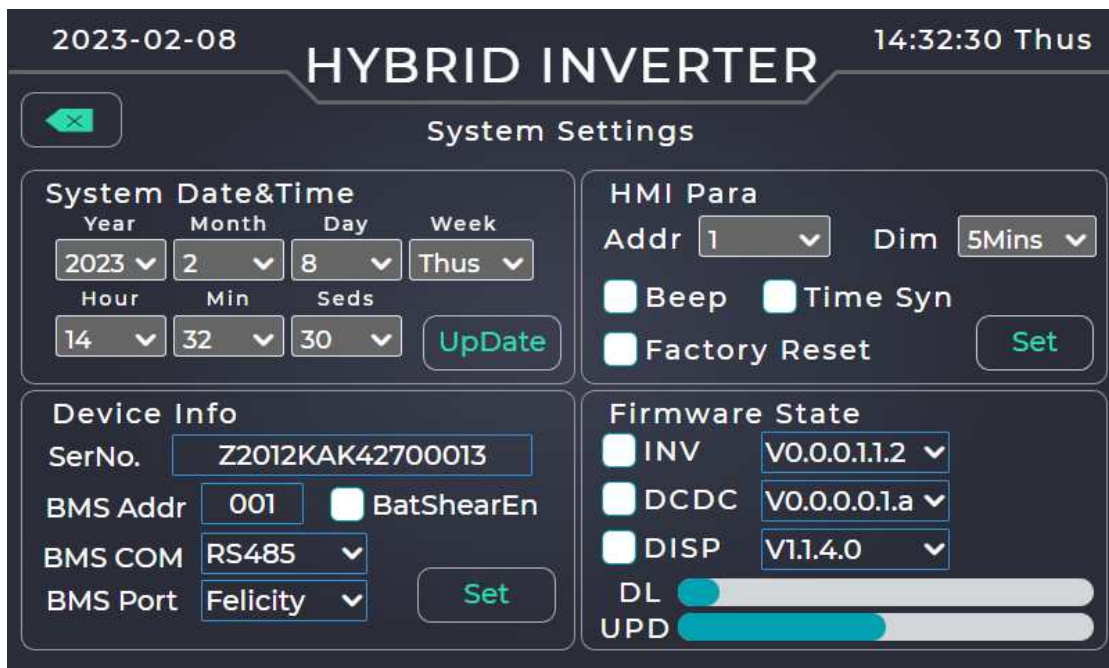 2023-02-08
14:32:30 Thus
HYBRID INVERTER
System Settings
System Date&Time
Year Month Day Week
2023 2 8 Thus
Hour Min Seds
14 32 30 UpDate
HMI Para
Addr 1 Dim 5Mins
Beep Time Syn
Factory Reset Set
Device Info
SerNo. Z2012KAK42700013
BMS Addr 001 BatShearEn
BMS COM RS485
BMS Port Felicity Set
Firmware State
INV V0.0.0.1.1.2
DCDC V0.0.0.0.1.a
DISP V1.1.4.0
DL
UPD